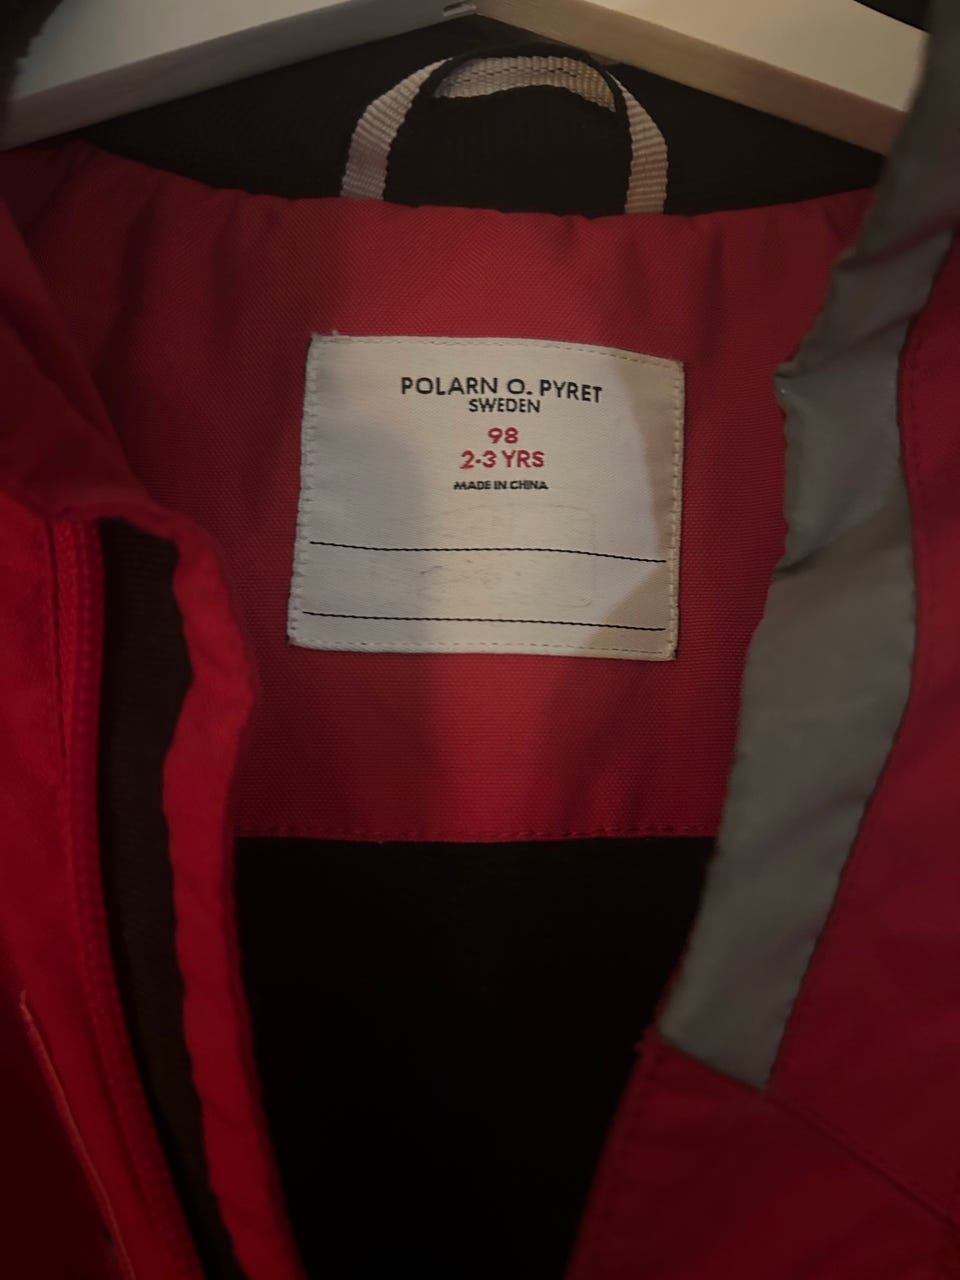 POLARN O. PYRET
SWEDEN
98
2-3 YRS
MADE IN CHINA